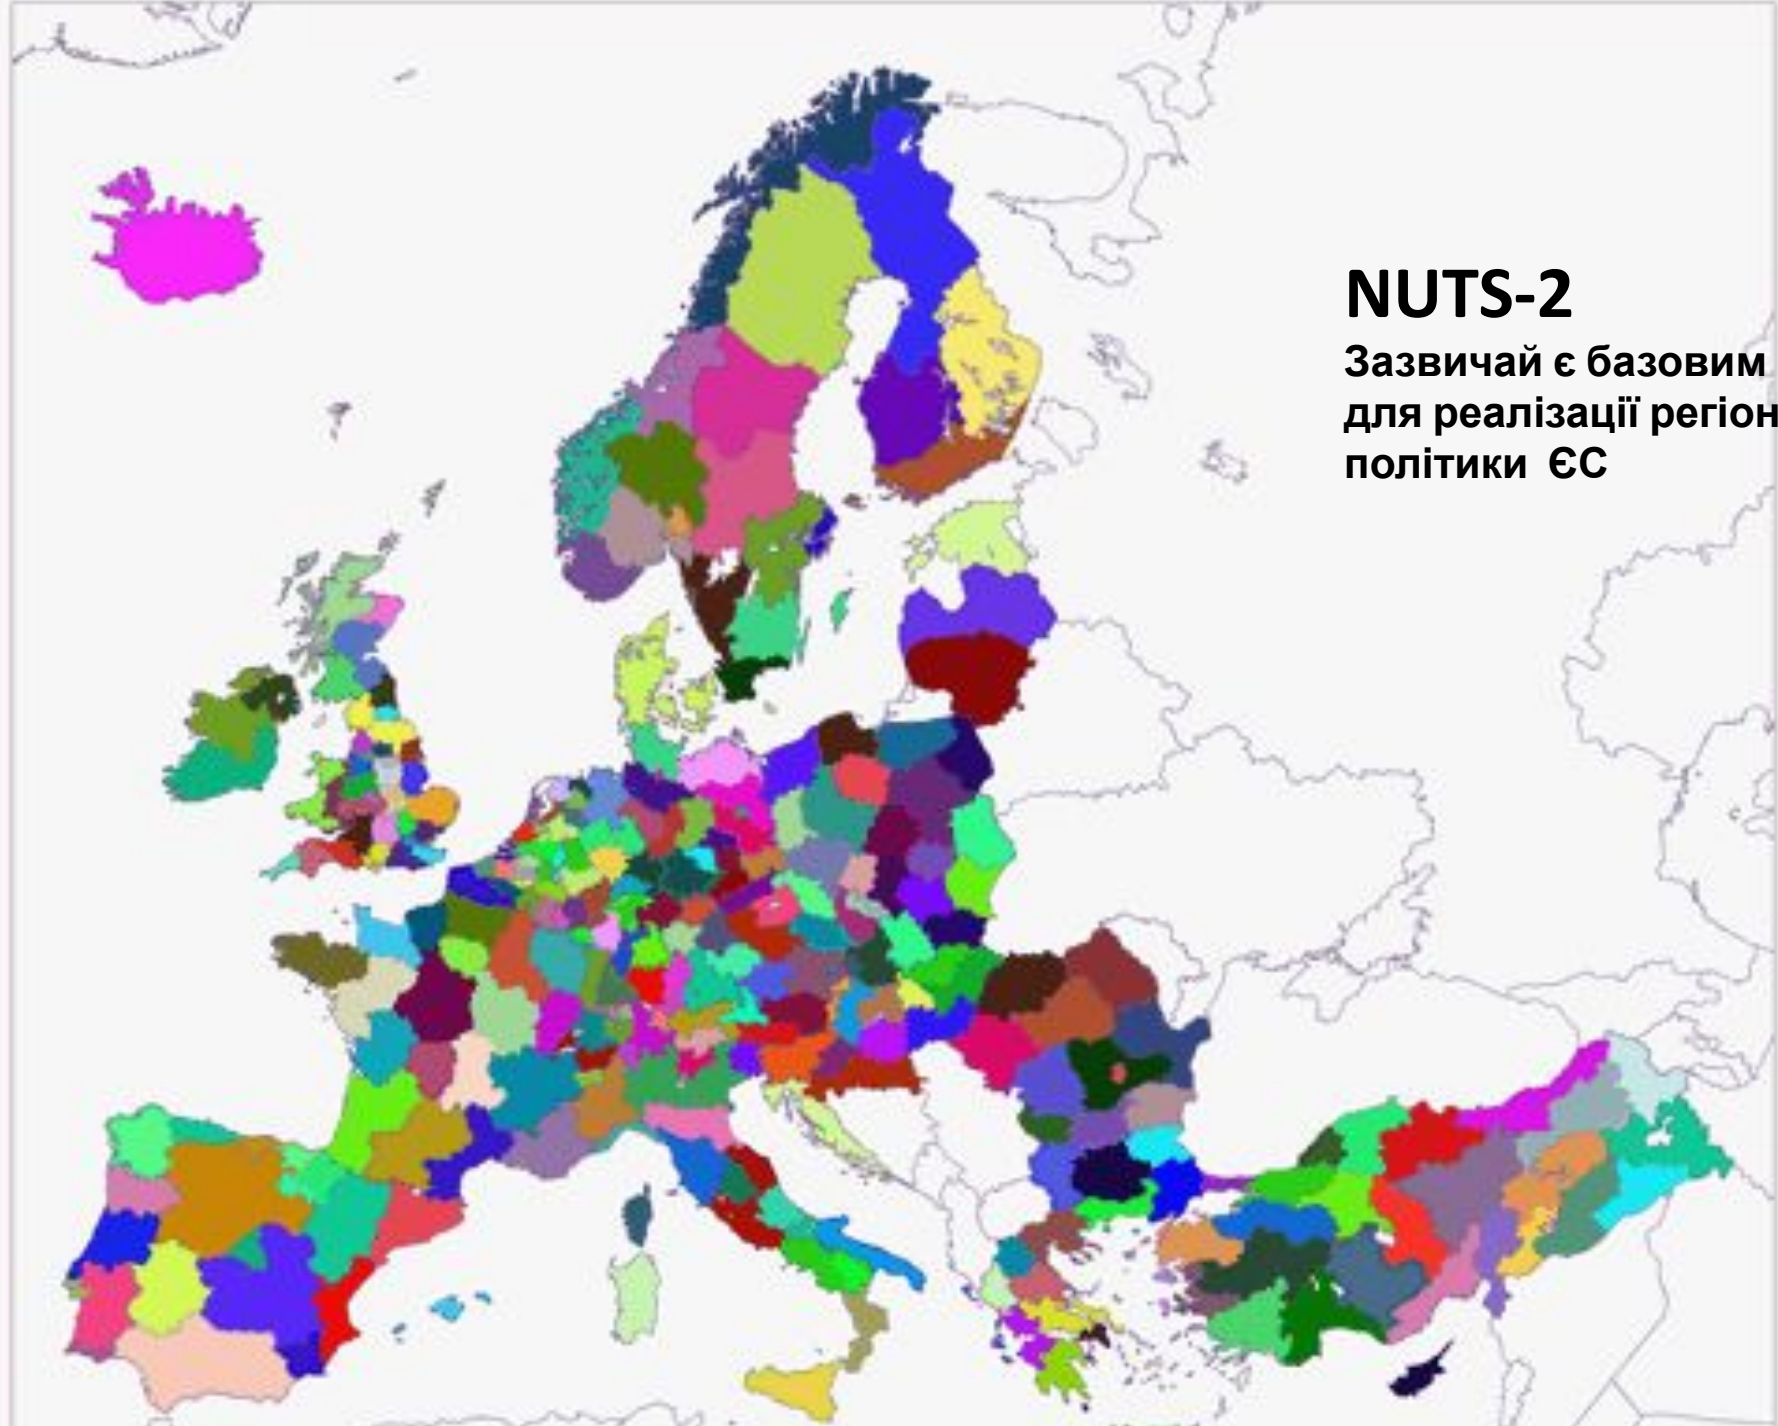 NUTS-2
Зазвичай є базовим
для реалізації регіон
політики ЄС